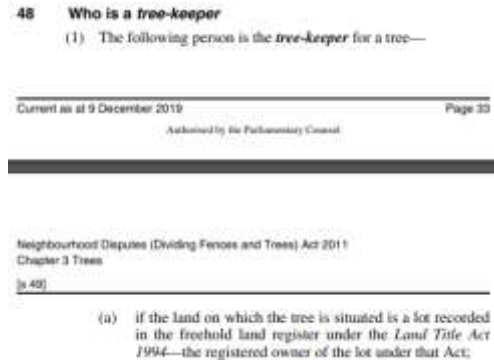 48 Who is a tree-keeper
(1) The following person is the tree-keeper for a tree—
Current as at 9 December 2019 Page 33
Authorised by the Parliamentary Counsel
Neighbourhood Disputes (Dividing Fences and Trees) Act 2011
Chapter 3 Trees
[s 49]
(a) if the land on which the tree is situated is a lot recorded
in the freehold land register under the Land Title Act
1994—the registered owner of the lot under that Act;